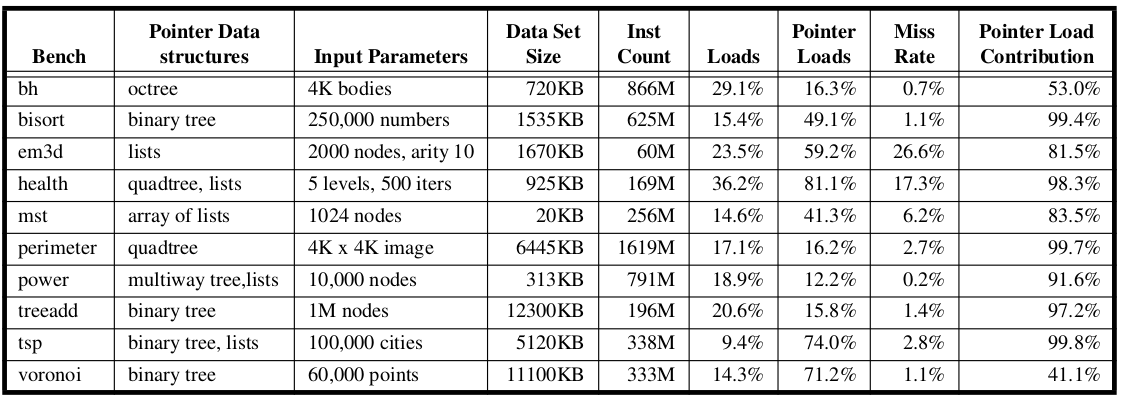 Bench | Pointer Data structures | Input Parameters | Data Set Size | Inst Count | Loads | Pointer Loads | Miss Rate | Pointer Load Contribution
bh | octree | 4K bodies | 720KB | 866M | 29.1% | 16.3% | 0.7% | 53.0%
bisort | binary tree | 250,000 numbers | 1535KB | 625M | 15.4% | 49.1% | 1.1% | 99.4%
em3d | lists | 2000 nodes, arity 10 | 1670KB | 60M | 23.5% | 59.2% | 26.6% | 81.5%
health | quadtree, lists | 5 levels, 500 iters | 925KB | 169M | 36.2% | 81.1% | 17.3% | 98.3%
mst | array of lists | 1024 nodes | 20KB | 256M | 14.6% | 41.3% | 6.2% | 83.5%
perimeter | quadtree | 4K x 4K image | 6445KB | 1619M | 17.1% | 16.2% | 2.7% | 99.7%
power | multiway tree,lists | 10,000 nodes | 313KB | 791M | 18.9% | 12.2% | 0.2% | 91.6%
treeadd | binary tree | 1M nodes | 12300KB | 196M | 20.6% | 15.8% | 1.4% | 97.2%
tsp | binary tree, lists | 100,000 cities | 5120KB | 338M | 9.4% | 74.0% | 2.8% | 99.8%
voronoi | binary tree | 60,000 points | 11100KB | 333M | 14.3% | 71.2% | 1.1% | 41.1%